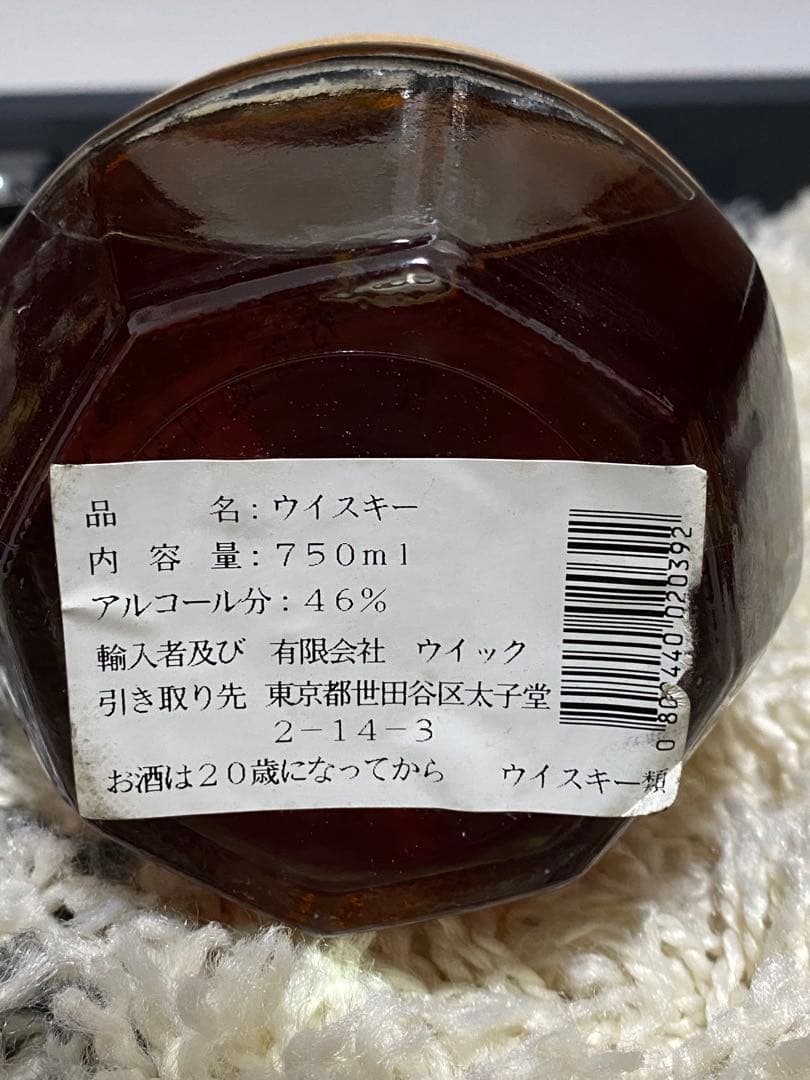 品名:ウイスキー
内容量:750ml
アルコール分:46%
輸入者及び 有限会社 ウイック
引き取り先 東京都世田谷区太子堂
2-14-3
お酒は20歳になってから ウイスキー類